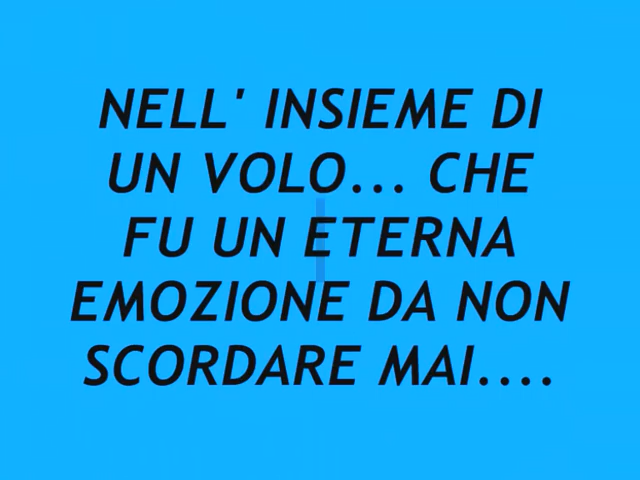 NELL' INSIEME DI
UN VOLO... CHE
FU UN ETERNA
EMOZIONE DA NON
SCORDARE MAI....